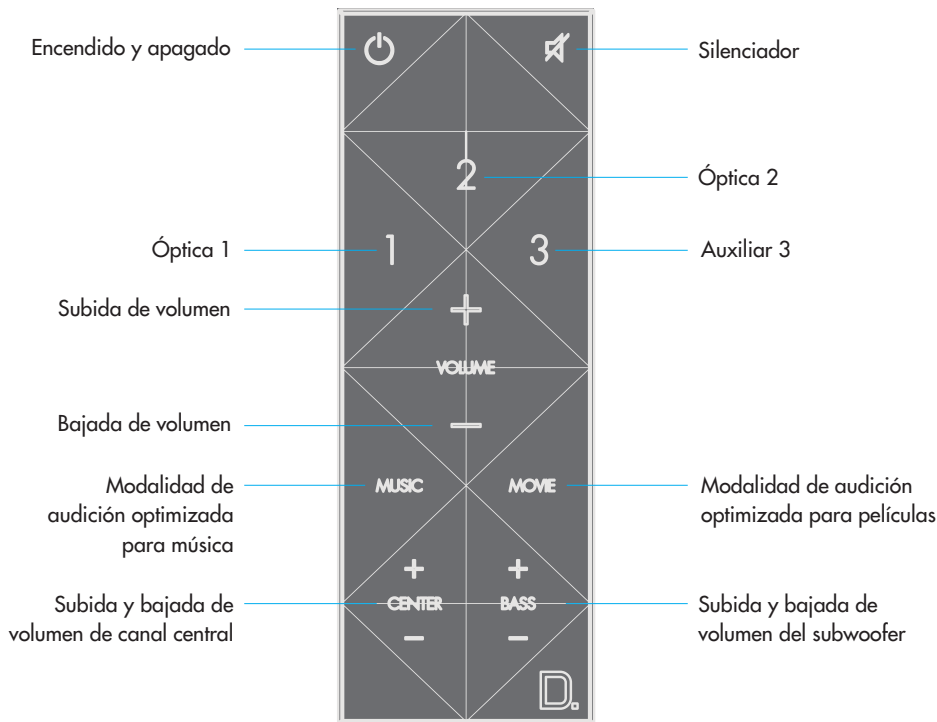 Encendido y apagado
Silenciador
2
Óptica 2
Óptica 1
1
3
Auxiliar 3
Subida de volumen
+
VOLUME
Bajada de volumen
−
Modalidad de
audición optimizada
para música
MUSIC
MOVIE
Modalidad de audición
optimizada para películas
+
+
Subida y bajada de
volumen de canal central
CENTER
BASS
Subida y bajada de
volumen del subwoofer
−
−
D.